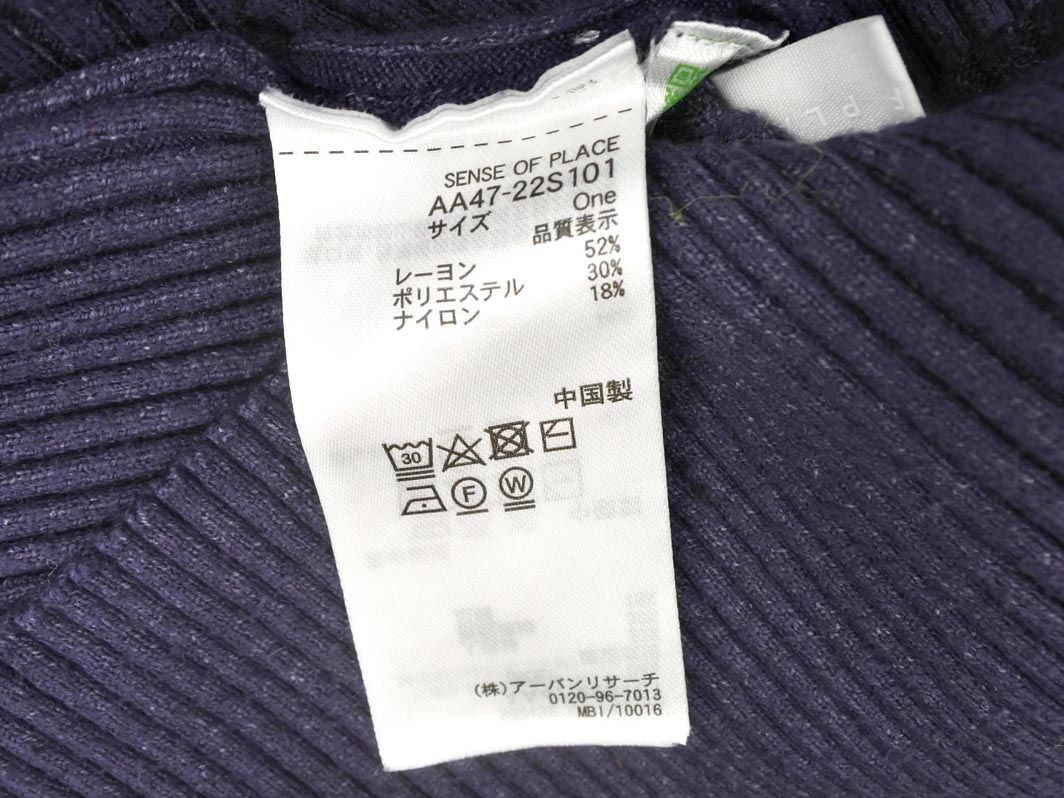 SENSE OF PLACE
AA47-22S101
サイズ One
品質表示
レーヨン 52%
ポリエステル 30%
ナイロン 18%
中国製
30
F W
(株)アーバンリサーチ
0120-96-7013
MBI/10016